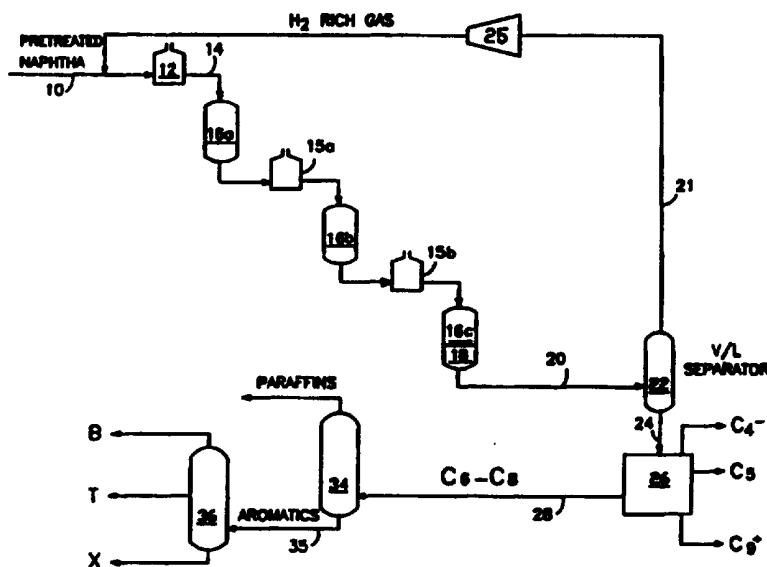 H2 RICH GAS
25
PRETREATED
NAPHTHA
14
12
10
16a
15a
21
16b
15b
16c
18
20
22
V/L
SEPARATOR
PARAFFINS
24
C4-
B
34
C6-C8
26
C5
T
36
28
AROMATICS
35
X
C9+